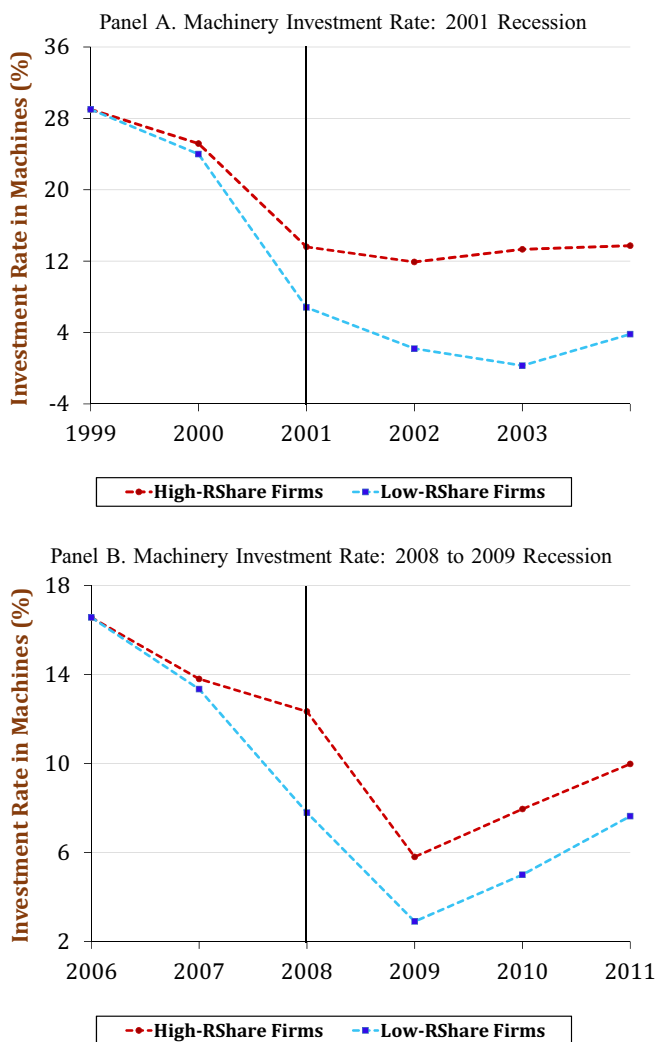 Panel A. Machinery Investment Rate: 2001 Recession
Investment Rate in Machines (%)
36
28
20
12
4
-4
1999 2000 2001 2002 2003
High-RShare Firms Low-RShare Firms
Panel B. Machinery Investment Rate: 2008 to 2009 Recession
Investment Rate in Machines (%)
18
14
10
6
2
2006 2007 2008 2009 2010 2011
High-RShare Firms Low-RShare Firms